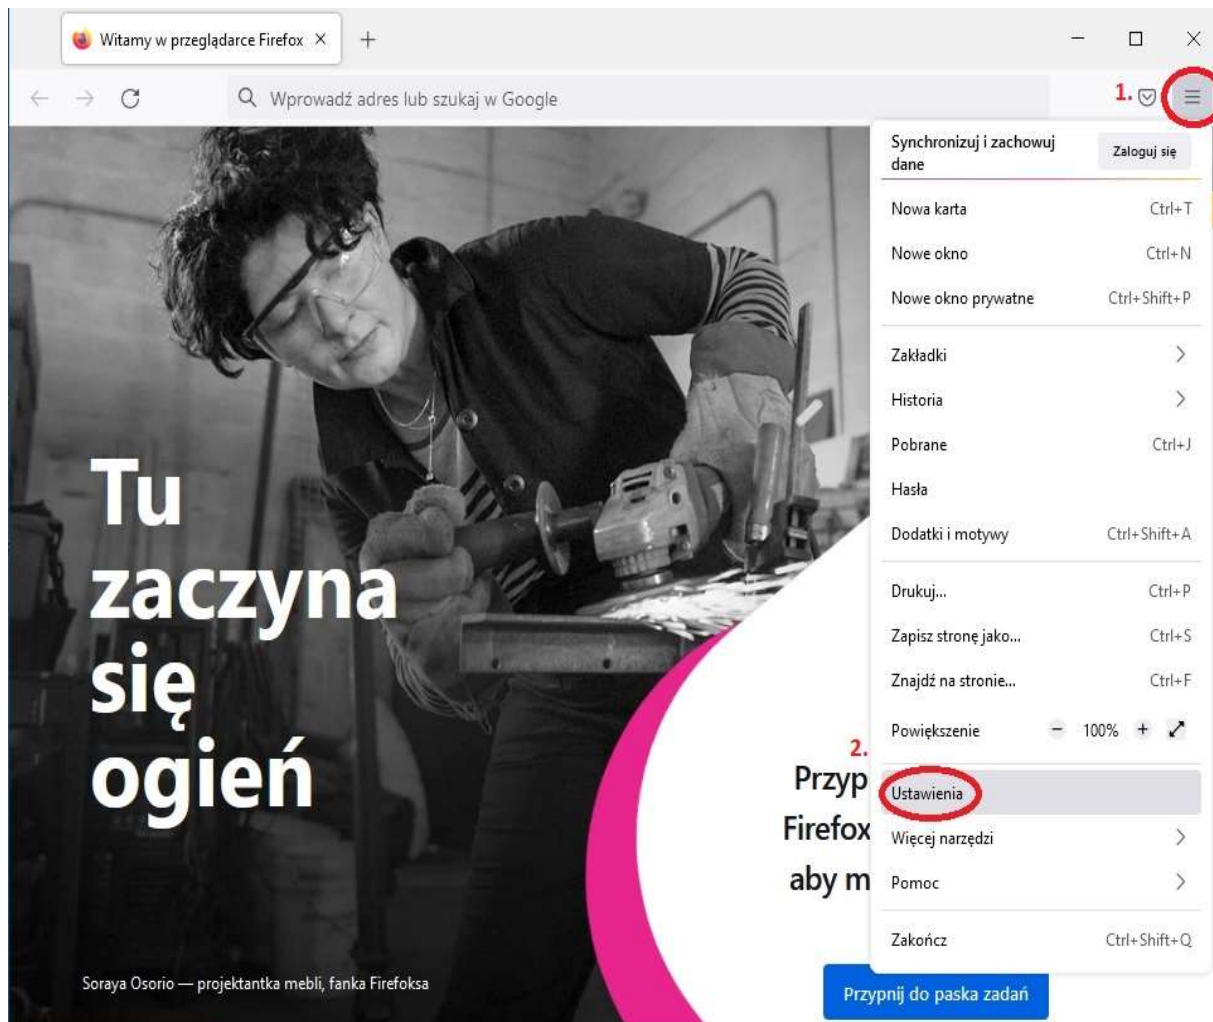 Witamy w przeglądarce Firefox
Wprowadź adres lub szukaj w Google
1.
Synchronizuj i zachowuj
dane
Zaloguj się
Nowa karta Ctrl+T
Nowe okno Ctrl+N
Nowe okno prywatne Ctrl+Shift+P
Zakładki
Historia
Pobrane Ctrl+J
Hasła
Dodatki i motywy Ctrl+Shift+A
Drukuj... Ctrl+P
Zapisz stronę jako... Ctrl+S
Znajdź na stronie... Ctrl+F
Powiększenie − 100% +
2.
Ustawienia
Więcej narzędzi
Pomoc
Zakończ Ctrl+Shift+Q
Tu
zaczyna
się
ogień
Soraya Osorio — projektantka mebli, fanka Firefoksa
Przyp
Firefox
aby m
Przypnij do paska zadań